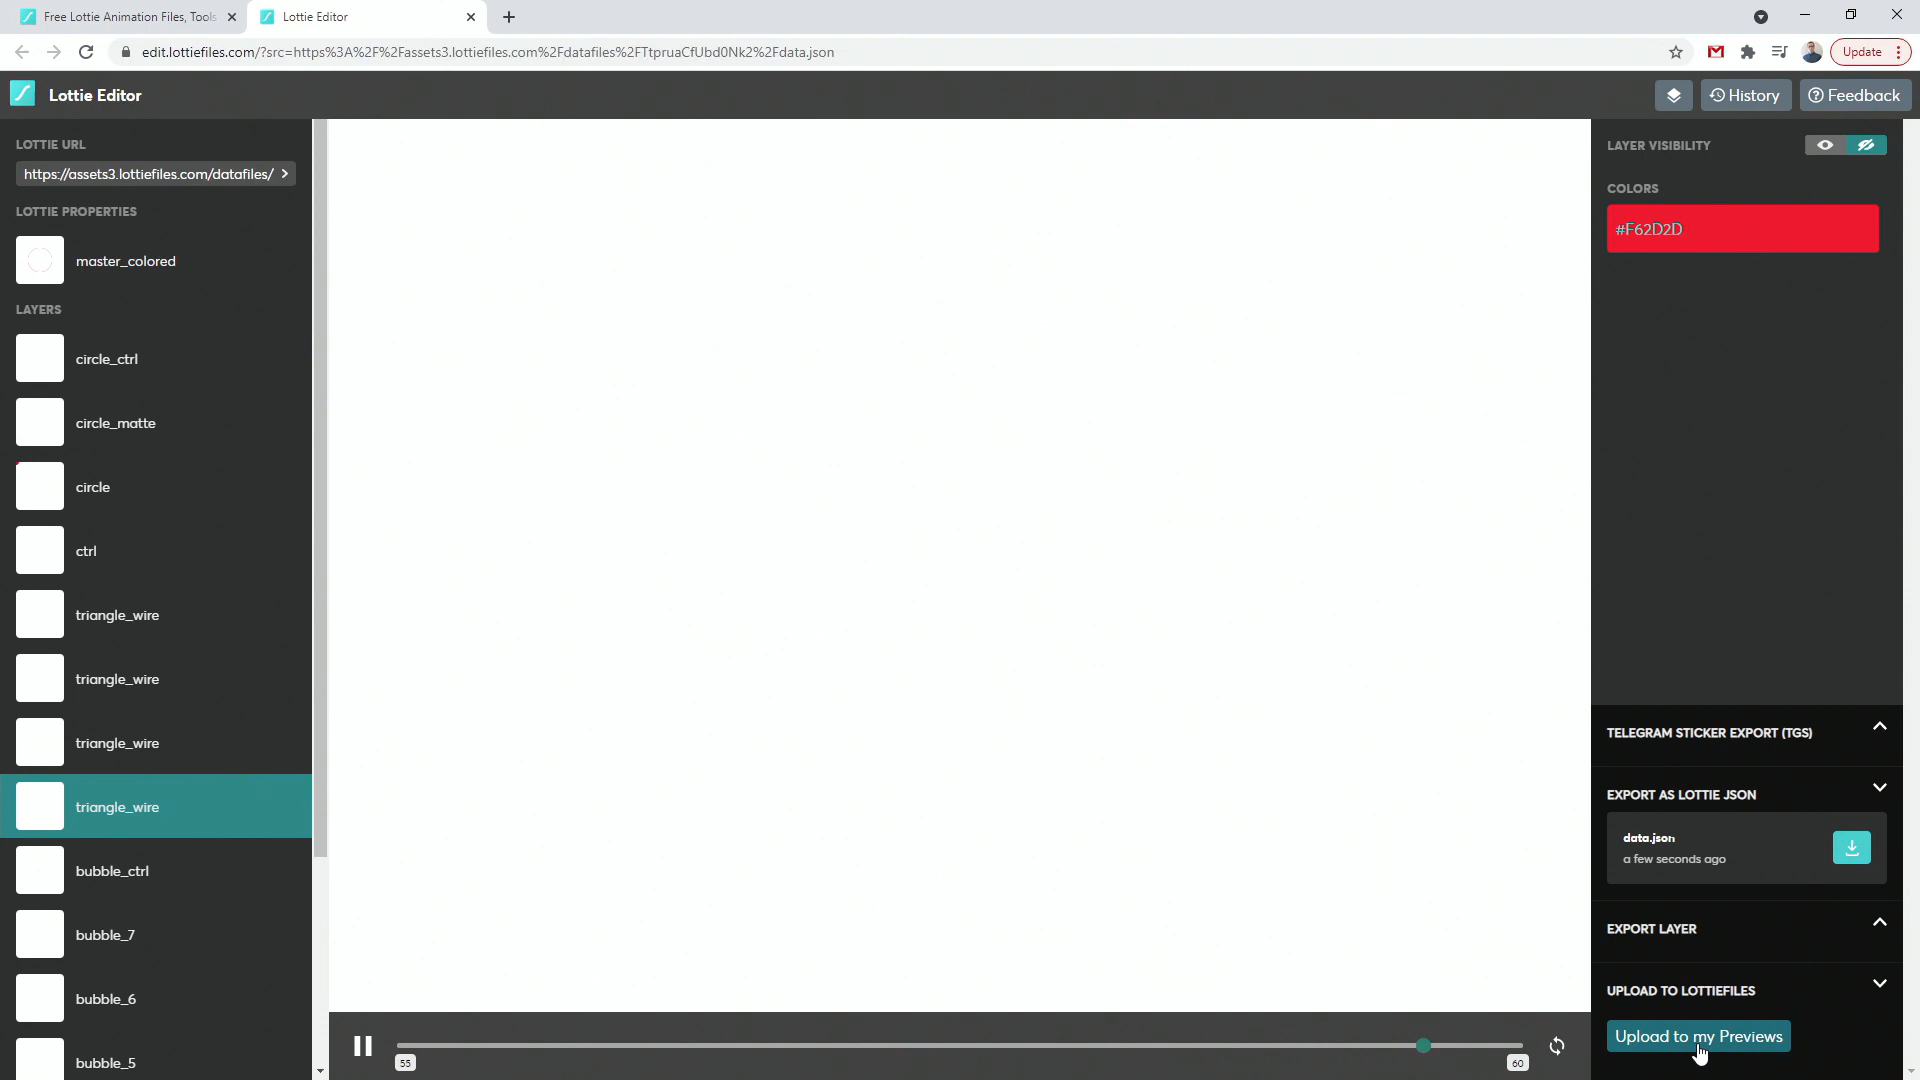 Free Lottie Animation Files, Tools
Lottie Editor
edit.lottiefiles.com/?src=https%3A%2F%2Fassets3.lottiefiles.com%2Fdatafiles%2FTtpruaCfUbd0Nk2%2Fdata.json
Update
Lottie Editor
History
Feedback
LOTTIE URL
https://assets3.lottiefiles.com/datafiles/
LOTTIE PROPERTIES
master_colored
LAYERS
circle_ctrl
circle_matte
circle
ctrl
triangle_wire
triangle_wire
triangle_wire
triangle_wire
bubble_ctrl
bubble_7
bubble_6
bubble_5
55
60
LAYER VISIBILITY
COLORS
#F62D2D
TELEGRAM STICKER EXPORT (TGS)
EXPORT AS LOTTIE JSON
data.json
a few seconds ago
EXPORT LAYER
UPLOAD TO LOTTIEFILES
Upload to my Previews